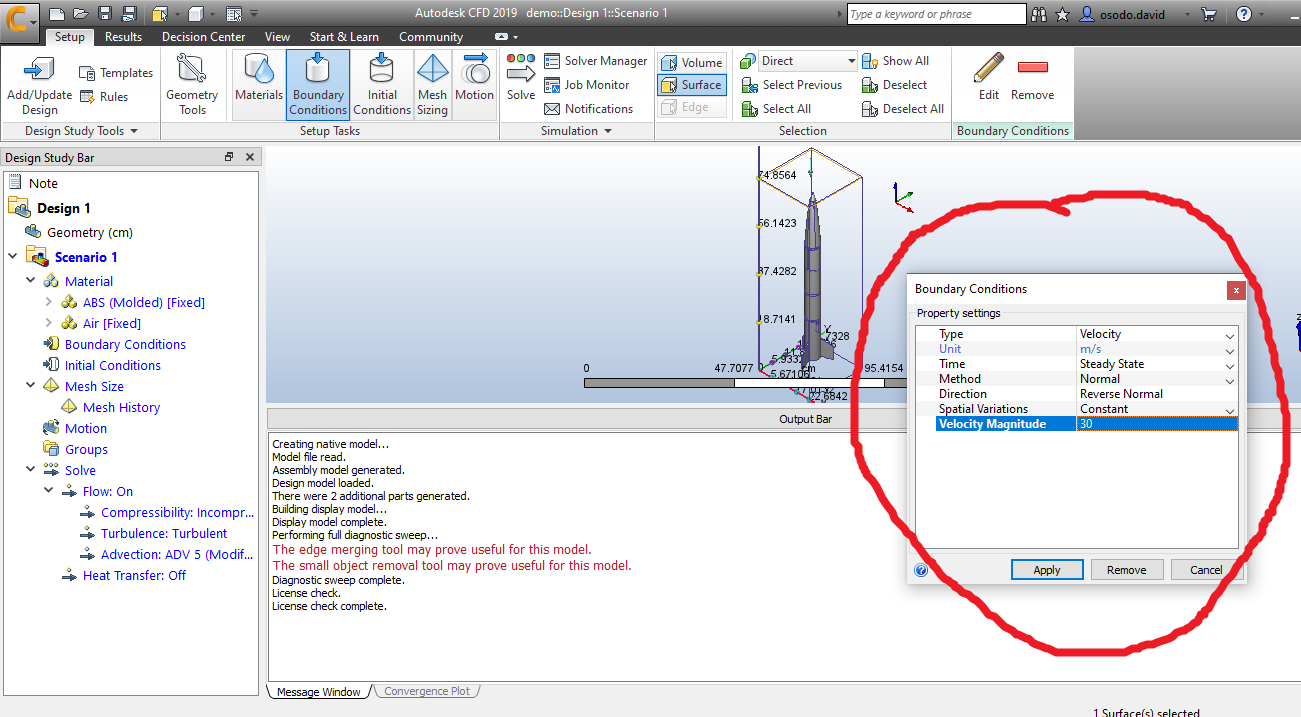 Autodesk CFD 2019 demo::Design 1::Scenario 1
Type a keyword or phrase
osodo.david
Setup Results Decision Center View Start & Learn Community
Add/Update Design
Templates
Rules
Design Study Tools
Geometry Tools
Materials
Boundary Conditions
Initial Conditions
Mesh Sizing
Motion
Setup Tasks
Solve
Solver Manager
Job Monitor
Notifications
Simulation
Volume
Surface
Edge
Direct
Select Previous
Select All
Show All
Deselect
Deselect All
Selection
Edit
Remove
Boundary Conditions
Design Study Bar
Note
Design 1
Geometry (cm)
Scenario 1
Material
ABS (Molded) [Fixed]
Air [Fixed]
Boundary Conditions
Initial Conditions
Mesh Size
Mesh History
Motion
Groups
Solve
Flow: On
Compressibility: Incompr...
Turbulence: Turbulent
Advection: ADV 5 (Modif...
Heat Transfer: Off
74.8564
56.1423
37.4282
18.7141
0
47.7077
95.4154
Output Bar
Creating native model...
Model file read.
Assembly model generated.
Design model loaded.
There were 2 additional parts generated.
Building display model...
Display model complete.
Performing full diagnostic sweep...
The edge merging tool may prove useful for this model.
The small object removal tool may prove useful for this model.
Diagnostic sweep complete.
License check.
License check complete.
Message Window Convergence Plot
Boundary Conditions
Property settings
Type Velocity
Unit m/s
Time Steady State
Method Normal
Direction Reverse Normal
Spatial Variations Constant
Velocity Magnitude 30
Apply Remove Cancel
1 Surface(s) selected